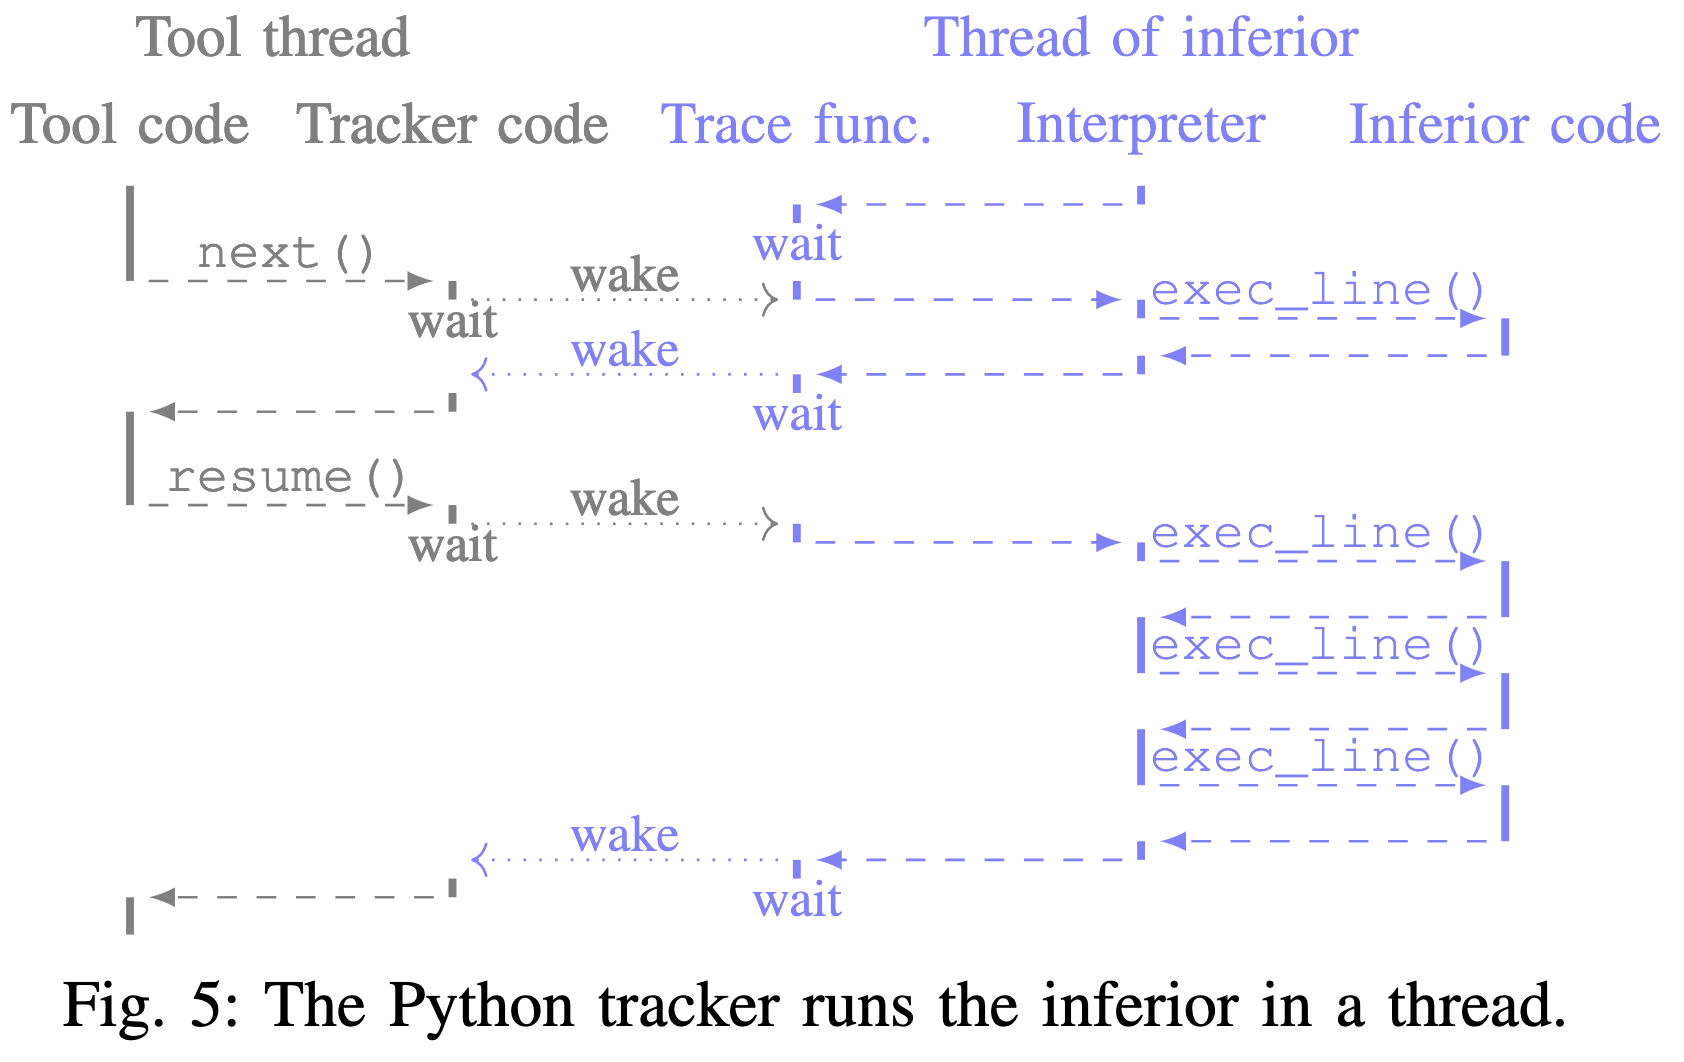 Tool thread Thread of inferior
Tool code Tracker code Trace func. Interpreter Inferior code
wait
next()
wake
exec_line()
wait
wake
wait
resume()
wake
exec_line()
wait
exec_line()
exec_line()
wake
wait
Fig. 5: The Python tracker runs the inferior in a thread.